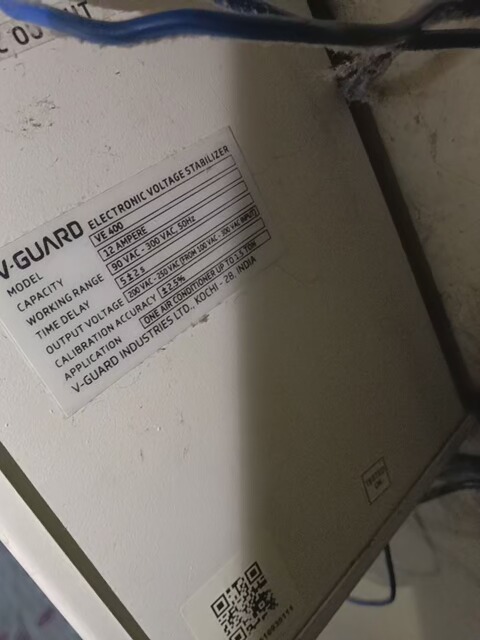 V-GUARD ELECTRONIC VOLTAGE STABILIZER
MODEL VE 400
CAPACITY 12 AMPERE
WORKING RANGE 90 VAC - 300 VAC, 50Hz
TIME DELAY 5 ± 2 s
OUTPUT VOLTAGE 200 VAC - 250 VAC (FROM 100 VAC - 300 VAC INPUT)
CALIBRATION ACCURACY ± 2.5%
APPLICATION ONE AIR CONDITIONER UP TO 1.5 TON
V-GUARD INDUSTRIES LTD., KOCHI - 28, INDIA